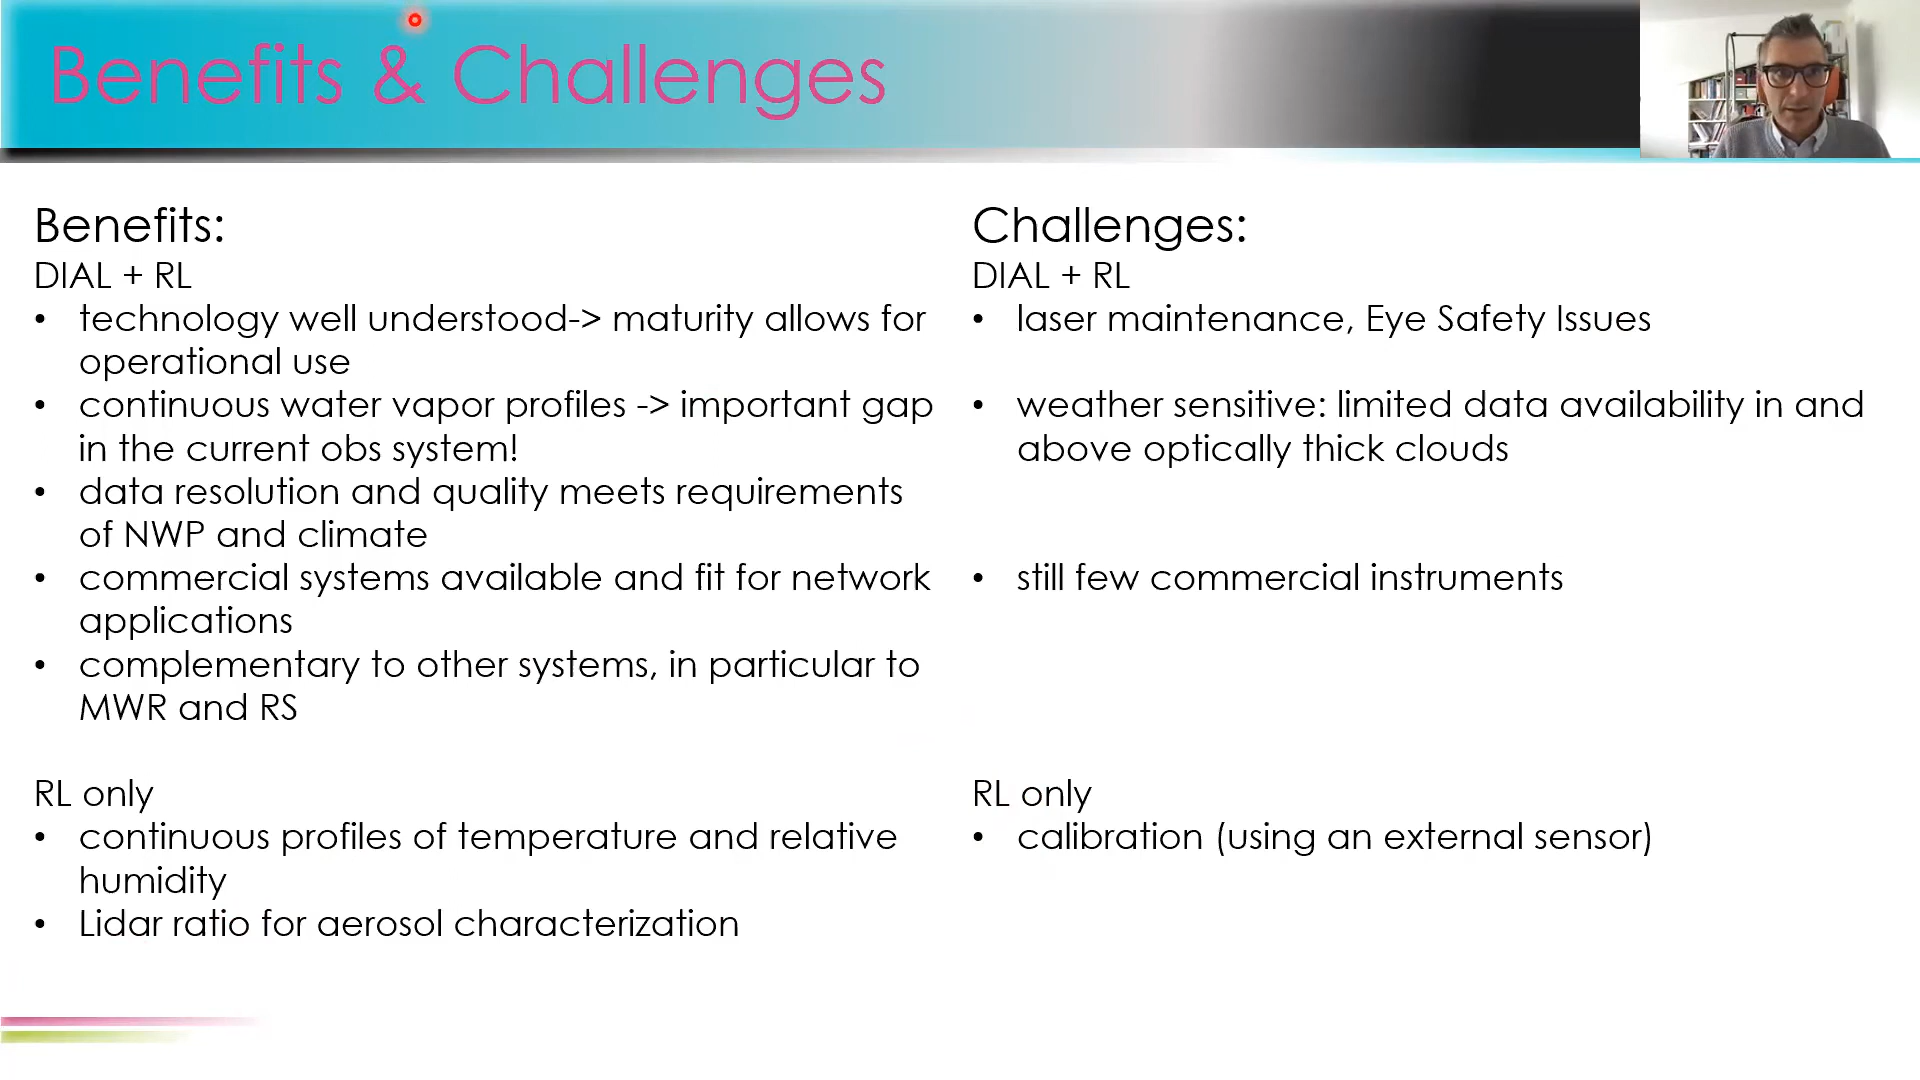 Benefits & Challenges
Benefits:
DIAL + RL
• technology well understood-> maturity allows for
operational use
• continuous water vapor profiles -> important gap
in the current obs system!
• data resolution and quality meets requirements
of NWP and climate
• commercial systems available and fit for network
applications
• complementary to other systems, in particular to
MWR and RS
RL only
• continuous profiles of temperature and relative
humidity
• Lidar ratio for aerosol characterization
Challenges:
DIAL + RL
• laser maintenance, Eye Safety Issues
• weather sensitive: limited data availability in and
above optically thick clouds
• still few commercial instruments
RL only
• calibration (using an external sensor)